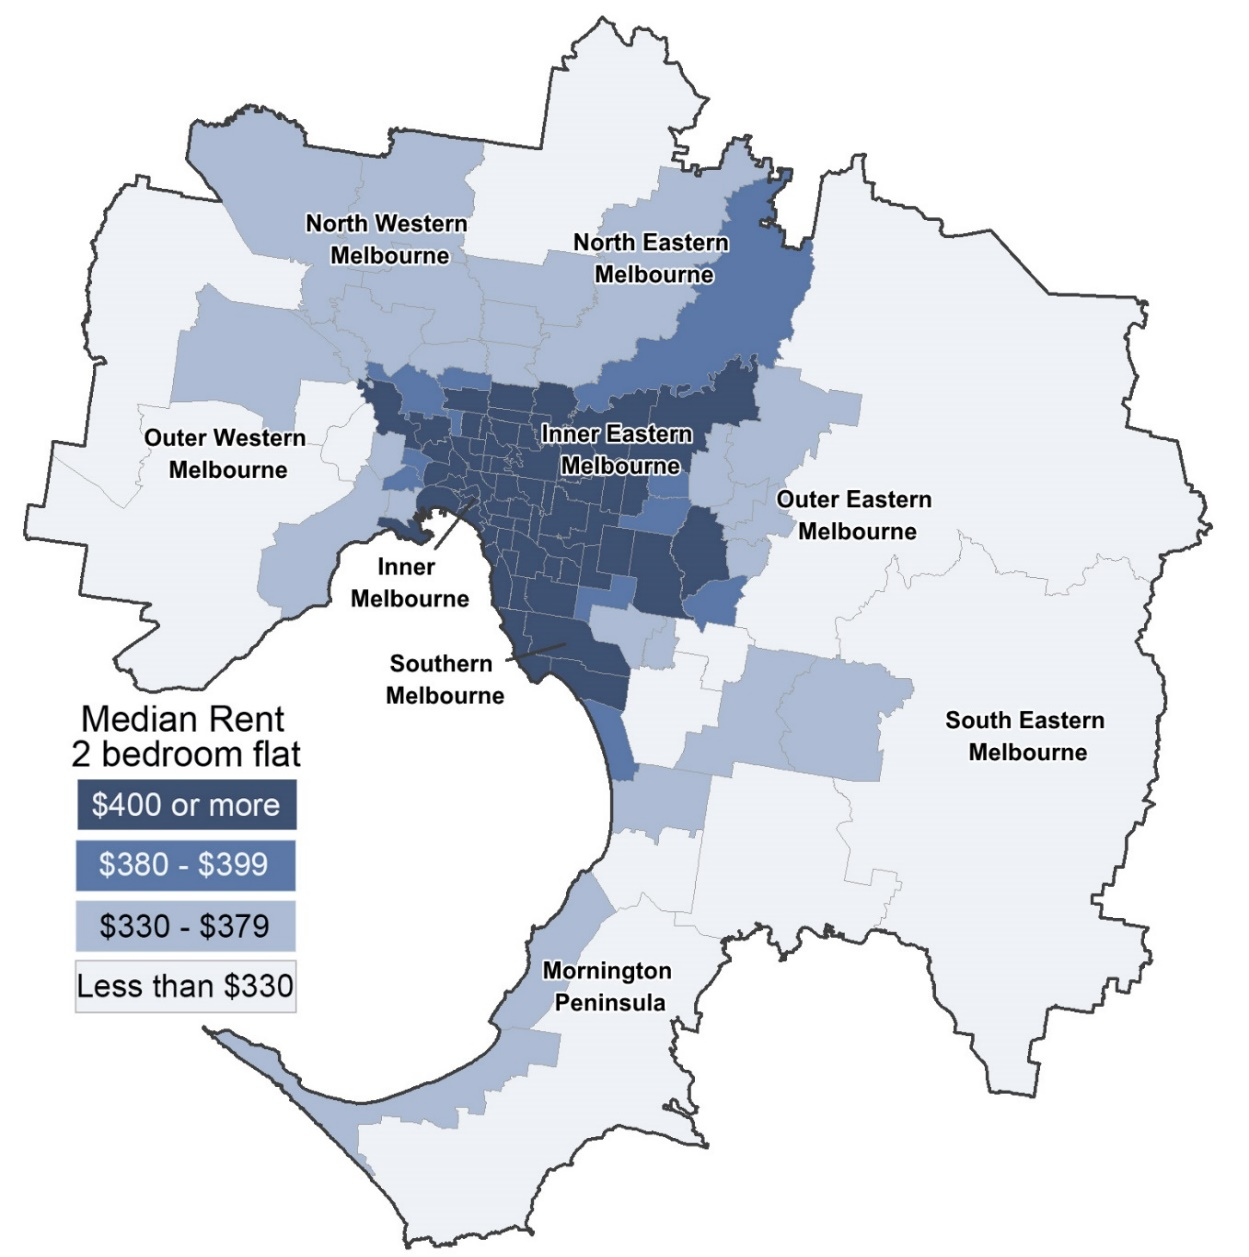 North Western
Melbourne
North Eastern
Melbourne
Outer Western
Melbourne
Inner Eastern
Melbourne
Outer Eastern
Melbourne
Inner
Melbourne
Southern
Melbourne
South Eastern
Melbourne
Median Rent
2 bedroom flat
$400 or more
$380 - $399
$330 - $379
Less than $330
Mornington
Peninsula